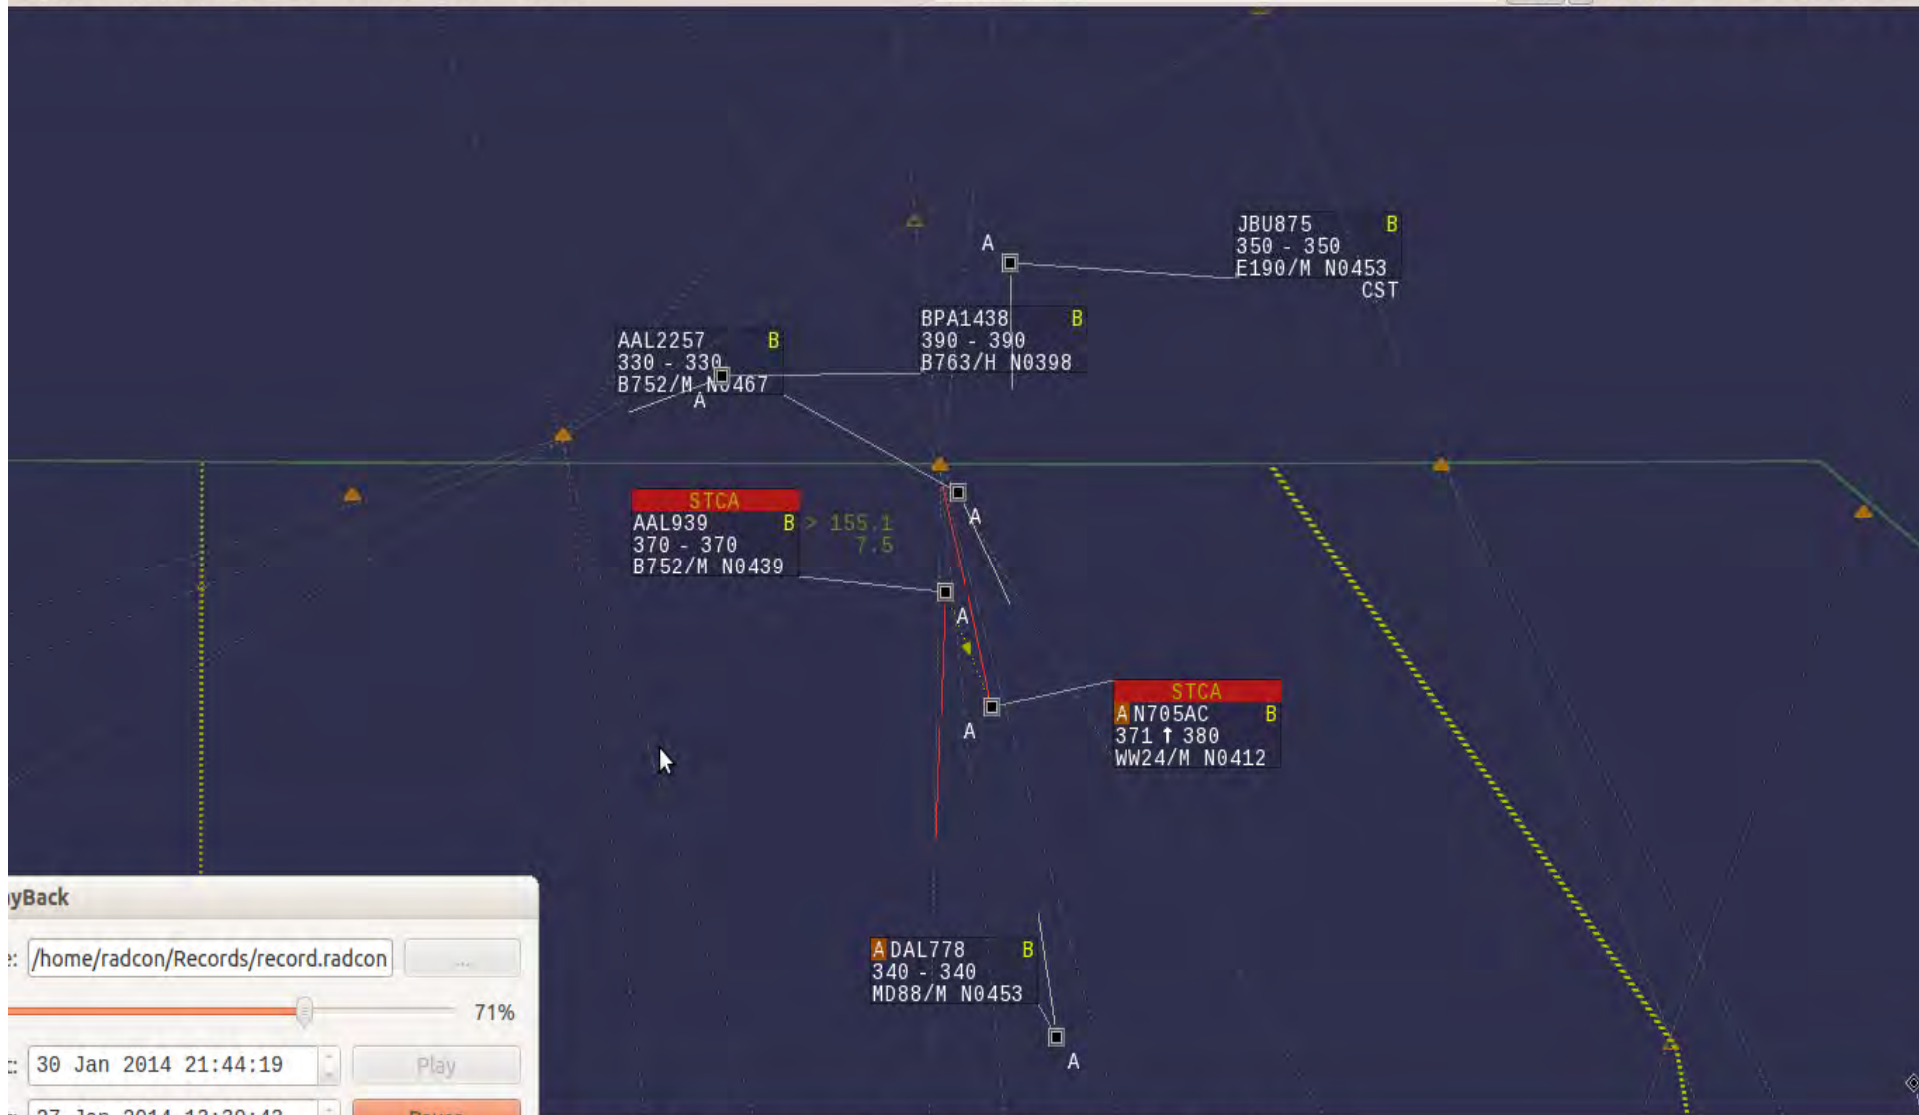 JBU875 B
350 - 350
E190/M N0453
CST
A
BPA1438 B
390 - 390
B763/H N0398
AAL2257 B
330 - 330
B752/M N0467
A
STCA
AAL939 B > 155.1
370 - 370 7.5
B752/M N0439
A
A
STCA
A N705AC B
371 ↑ 380
WW24/M N0412
A
A DAL778 B
340 - 340
MD88/M N0453
A
yBack
/home/radcon/Records/record.radcon ...
71%
30 Jan 2014 21:44:19 Play